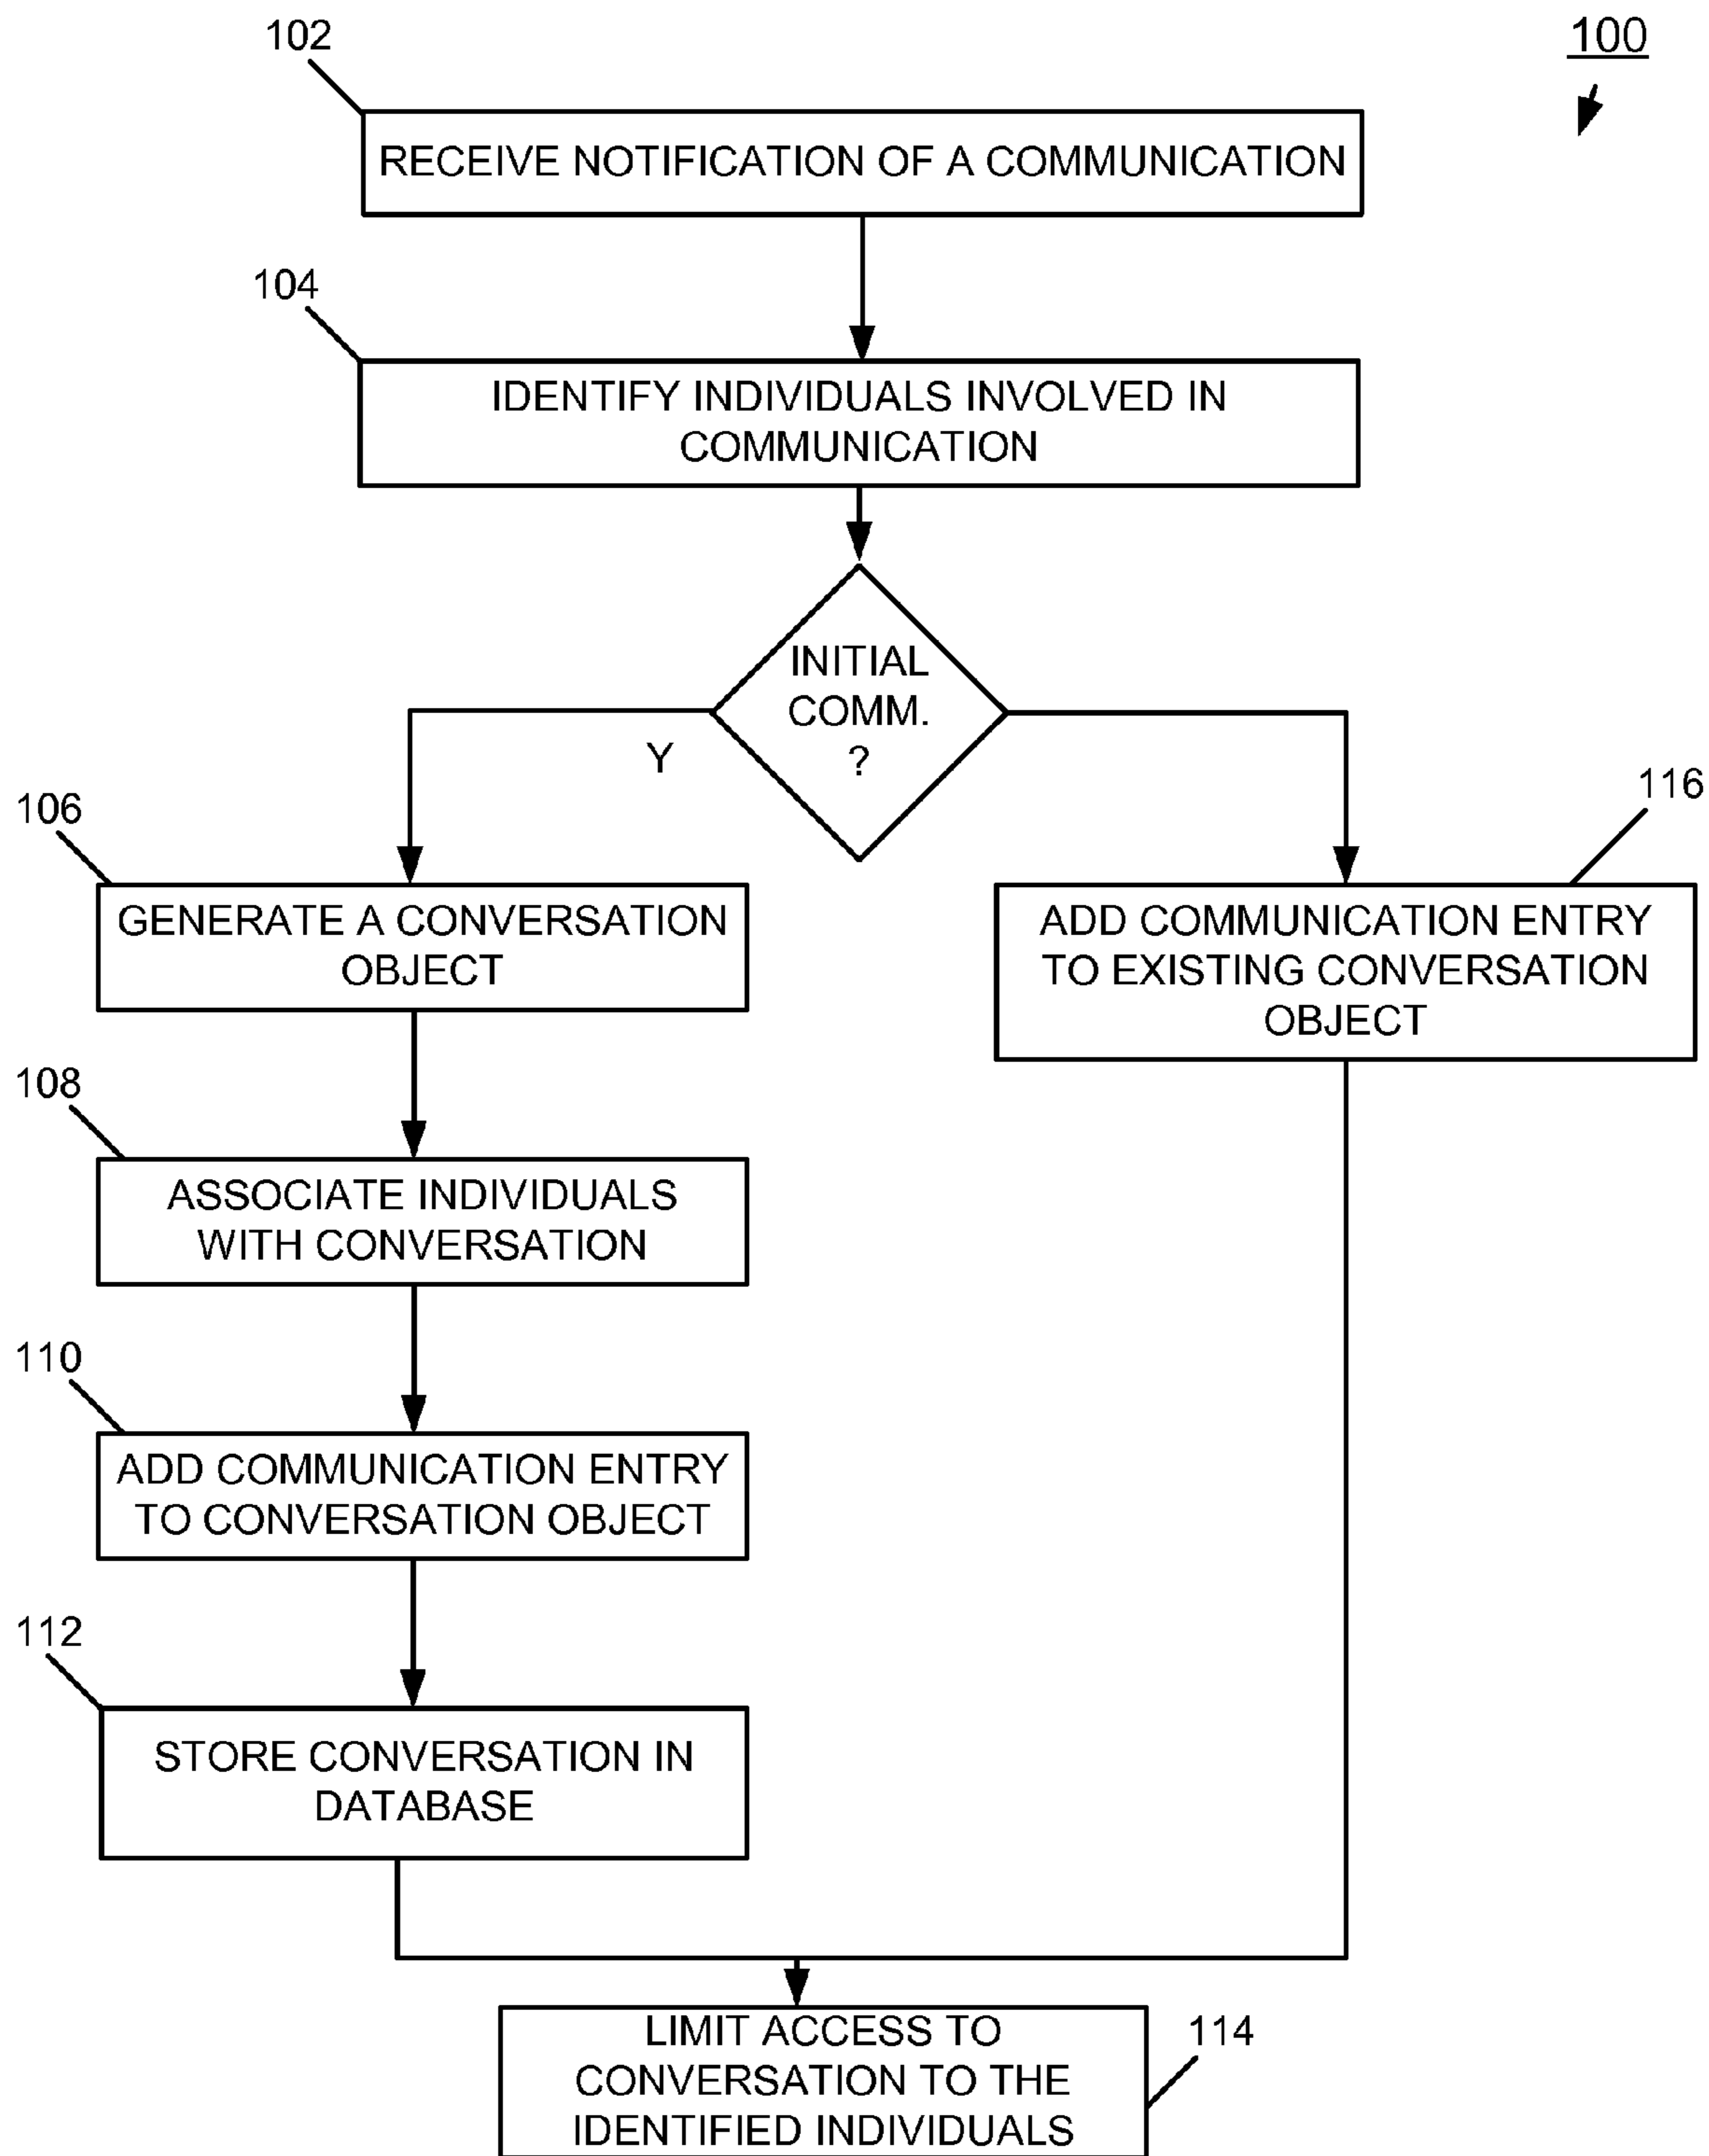 102
100
RECEIVE NOTIFICATION OF A COMMUNICATION
104
IDENTIFY INDIVIDUALS INVOLVED IN
COMMUNICATION
INITIAL
COMM.
?
Y
106
116
GENERATE A CONVERSATION
OBJECT
ADD COMMUNICATION ENTRY
TO EXISTING CONVERSATION
OBJECT
108
ASSOCIATE INDIVIDUALS
WITH CONVERSATION
110
ADD COMMUNICATION ENTRY
TO CONVERSATION OBJECT
112
STORE CONVERSATION IN
DATABASE
LIMIT ACCESS TO
CONVERSATION TO THE
IDENTIFIED INDIVIDUALS
114